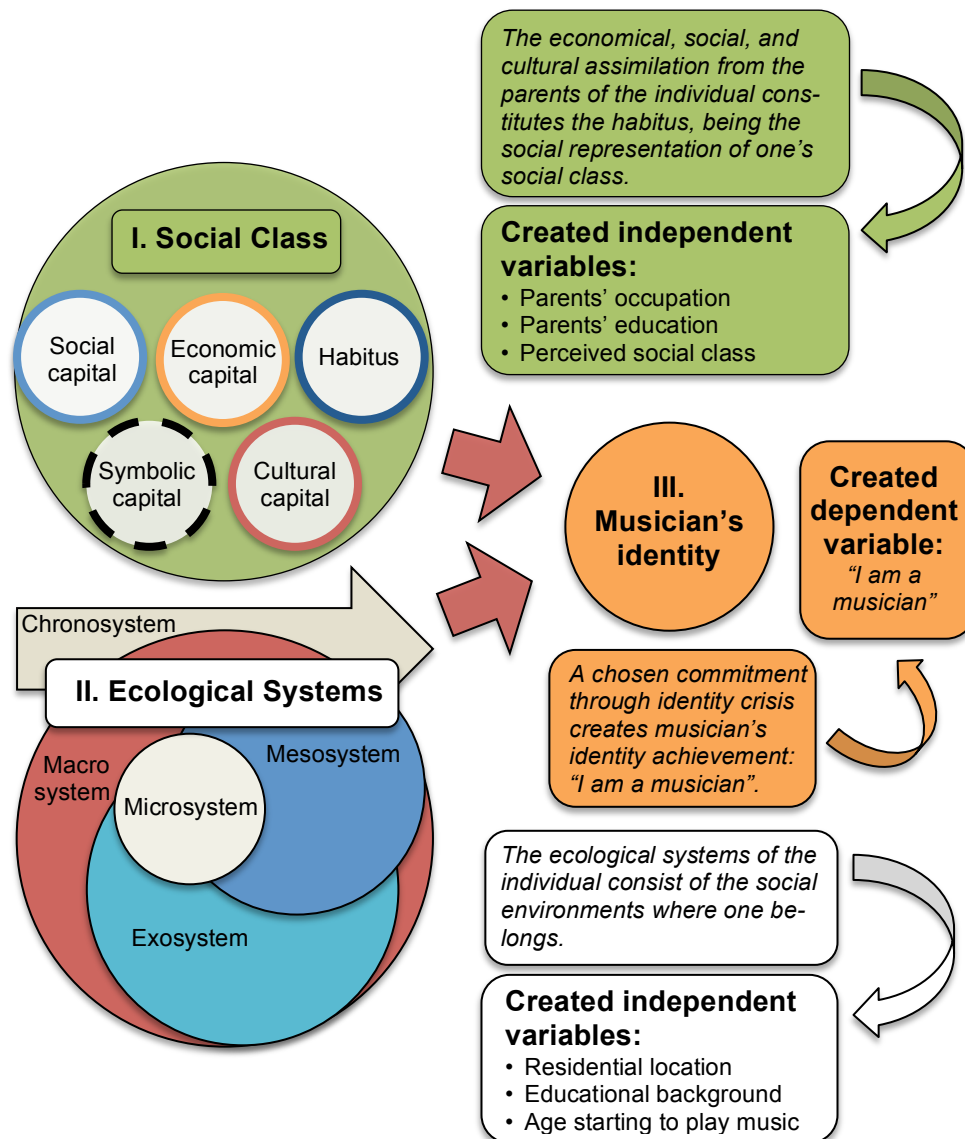 The economical, social, and
cultural assimilation from the
parents of the individual cons-
titutes the habitus, being the
social representation of one's
social class.
I. Social Class
Created independent
variables:
• Parents' occupation
• Parents' education
• Perceived social class
Social
capital
Economic
capital
Habitus
Symbolic
capital
Cultural
capital
III.
Musician's
identity
Created
dependent
variable:
"I am a
musician"
Chronosystem
II. Ecological Systems
A chosen commitment
through identity crisis
creates musician's
identity achievement:
"I am a musician".
Macro
system
Mesosystem
Microsystem
Exosystem
The ecological systems of the
individual consist of the social
environments where one be-
longs.
Created independent
variables:
• Residential location
• Educational background
• Age starting to play music